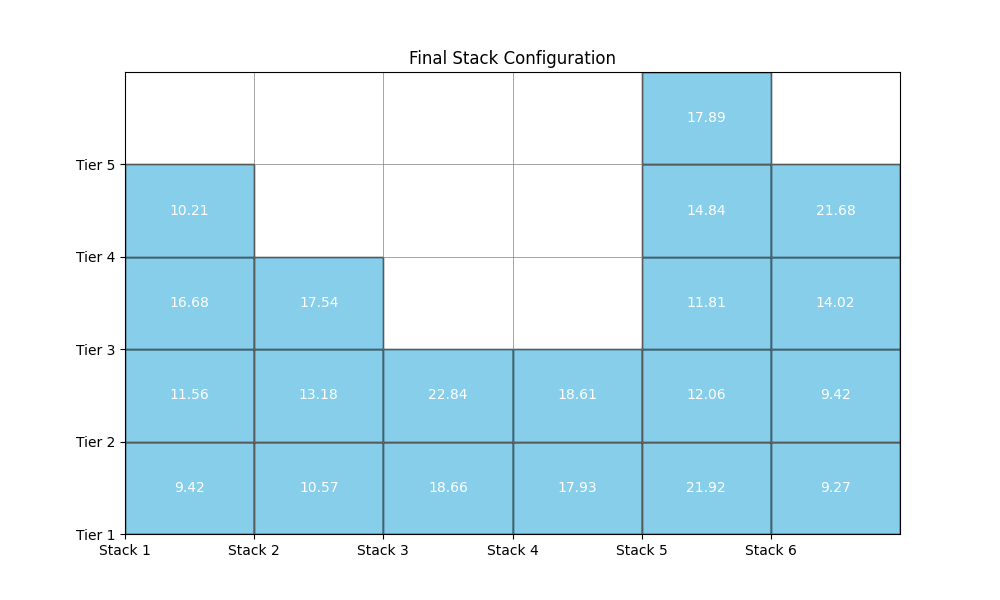 Final Stack Configuration
17.89
Tier 5
10.21 14.84 21.68
Tier 4
16.68 17.54 11.81 14.02
Tier 3
11.56 13.18 22.84 18.61 12.06 9.42
Tier 2
9.42 10.57 18.66 17.93 21.92 9.27
Tier 1
Stack 1 Stack 2 Stack 3 Stack 4 Stack 5 Stack 6